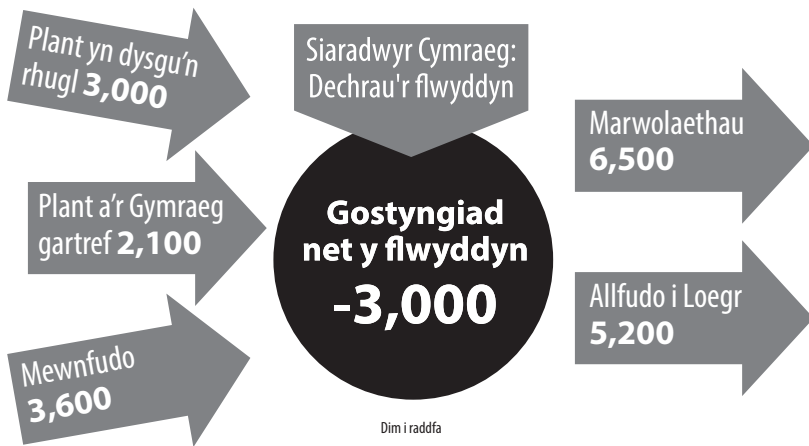 Plant yn dysgu'n
rhugl 3,000
Siaradwyr Cymraeg:
Dechrau'r flwyddyn
Plant a'r Gymraeg
gartref 2,100
Mewnfudo
3,600
Gostyngiad
net y flwyddyn
-3,000
Marwolaethau
6,500
Allfudo i Loegr
5,200
Dim i raddfa